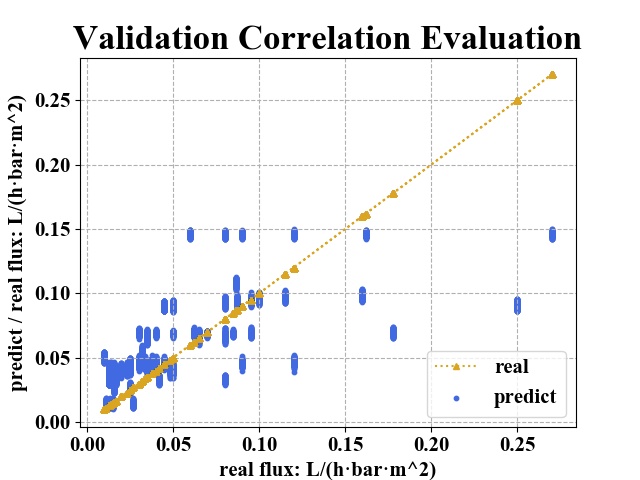 Validation Correlation Evaluation
predict / real flux: L/(h·bar·m^2)
0.25
0.20
0.15
0.10
0.05
0.00
0.00 0.05 0.10 0.15 0.20 0.25
real flux: L/(h·bar·m^2)
real
predict